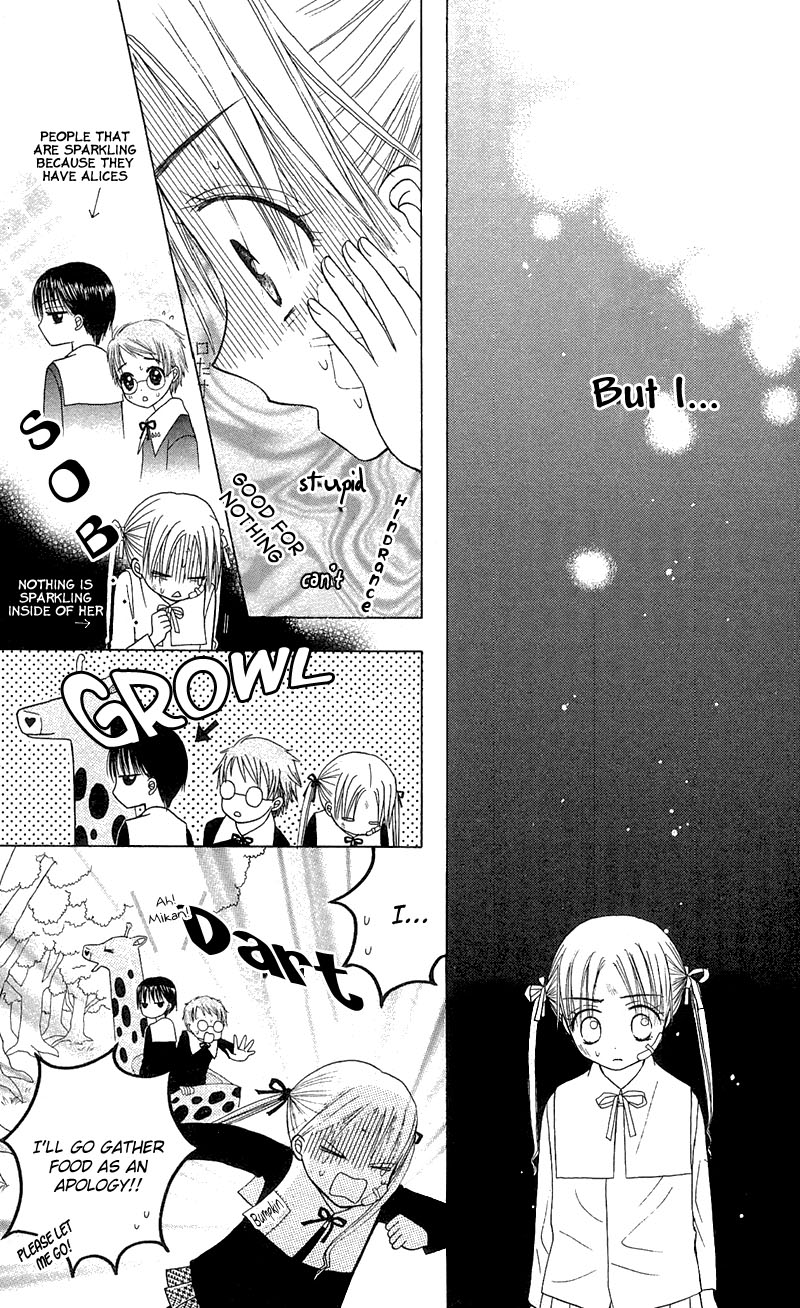 But I...
stupid
GOOD FOR
NOTHING
HINDRANCE
can't
PEOPLE THAT
ARE SPARKLING
BECAUSE THEY
HAVE ALICES
SOB
NOTHING IS
SPARKLING
INSIDE OF HER
GROWL
I...
Ah!
Mikan!
Dart
I'LL GO GATHER
FOOD AS AN
APOLOGY!!
PLEASE LET
ME GO!
Bumpkin